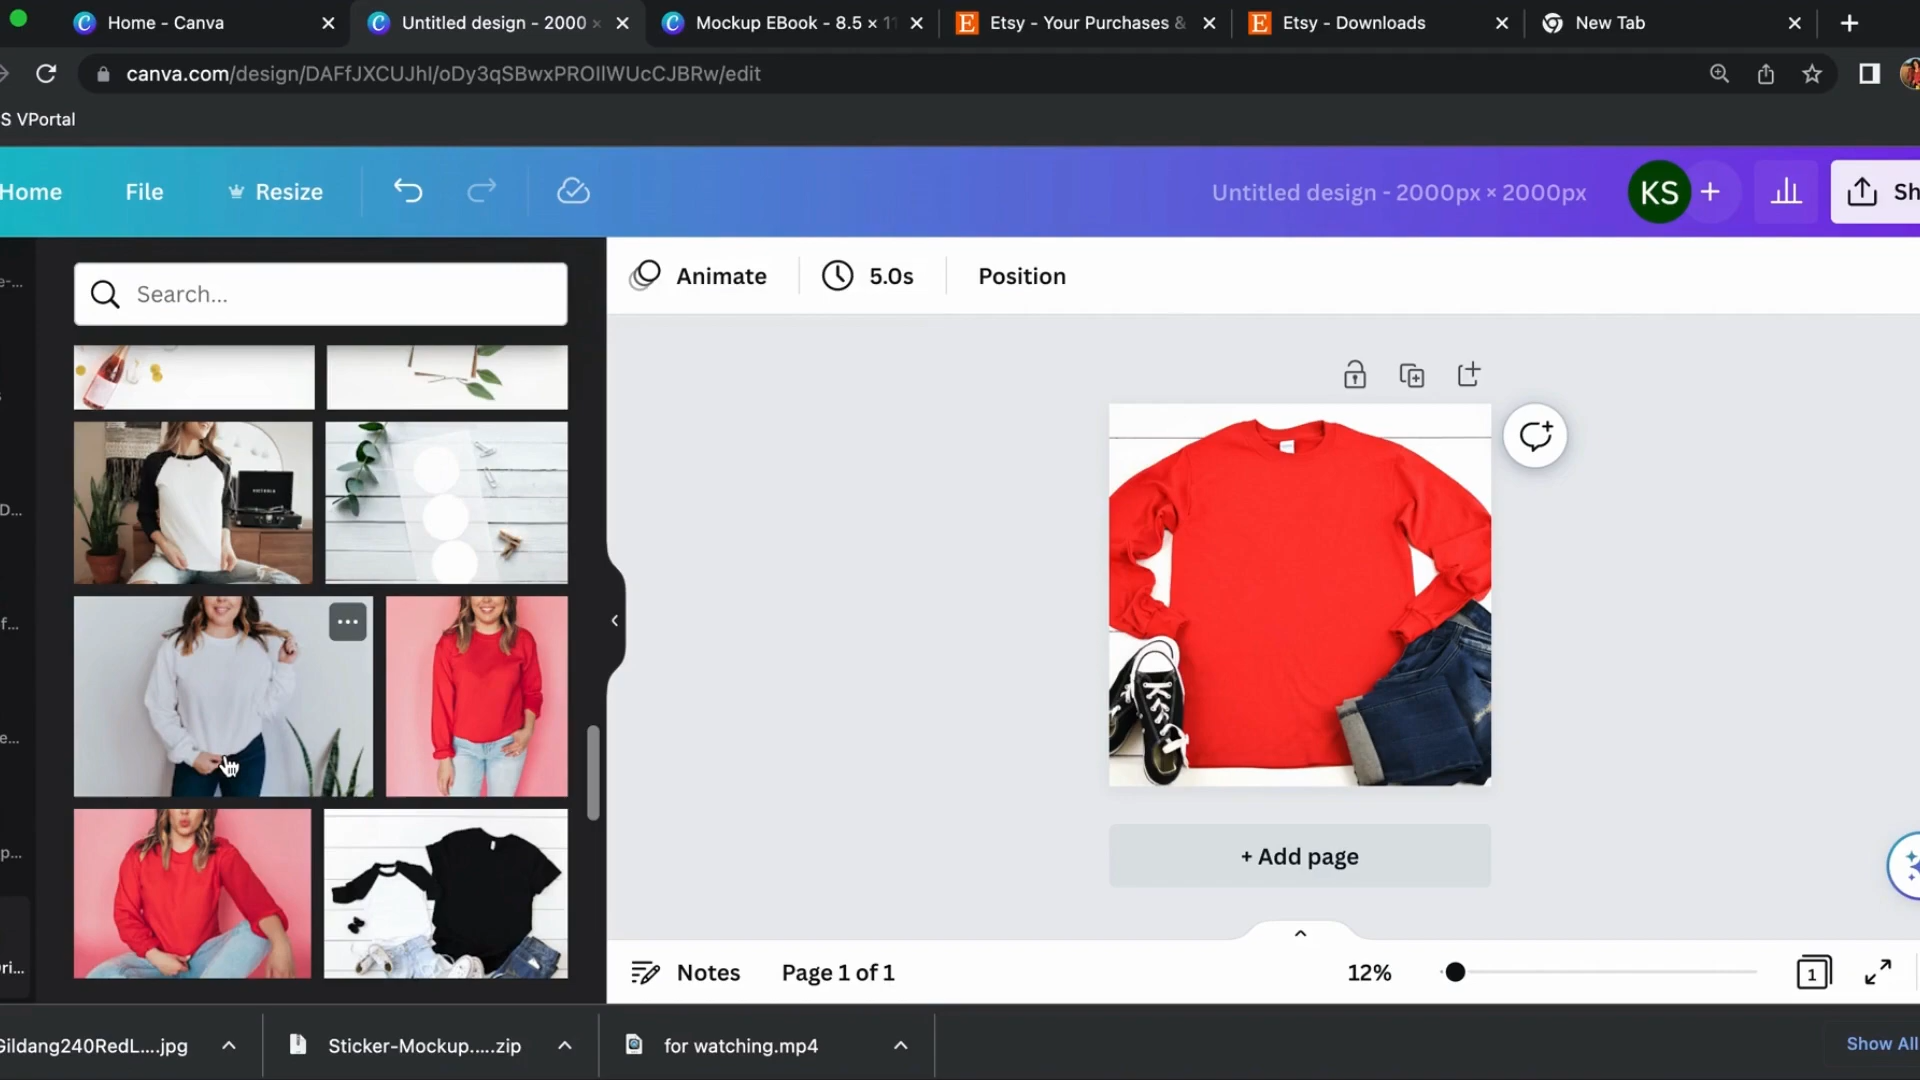 Home - Canva
Untitled design - 2000
Mockup EBook - 8.5 × 11
Etsy - Your Purchases &
Etsy - Downloads
New Tab
canva.com/design/DAFfJXCUJhI/oDy3qSBwxPROIlWUcCJBRw/edit
S VPortal
Home
File
Resize
Untitled design - 2000px × 2000px
KS
Sh
Search...
Animate
5.0s
Position
+ Add page
Notes
Page 1 of 1
12%
1
Gildang240RedL....jpg
Sticker-Mockup.....zip
for watching.mp4
Show All